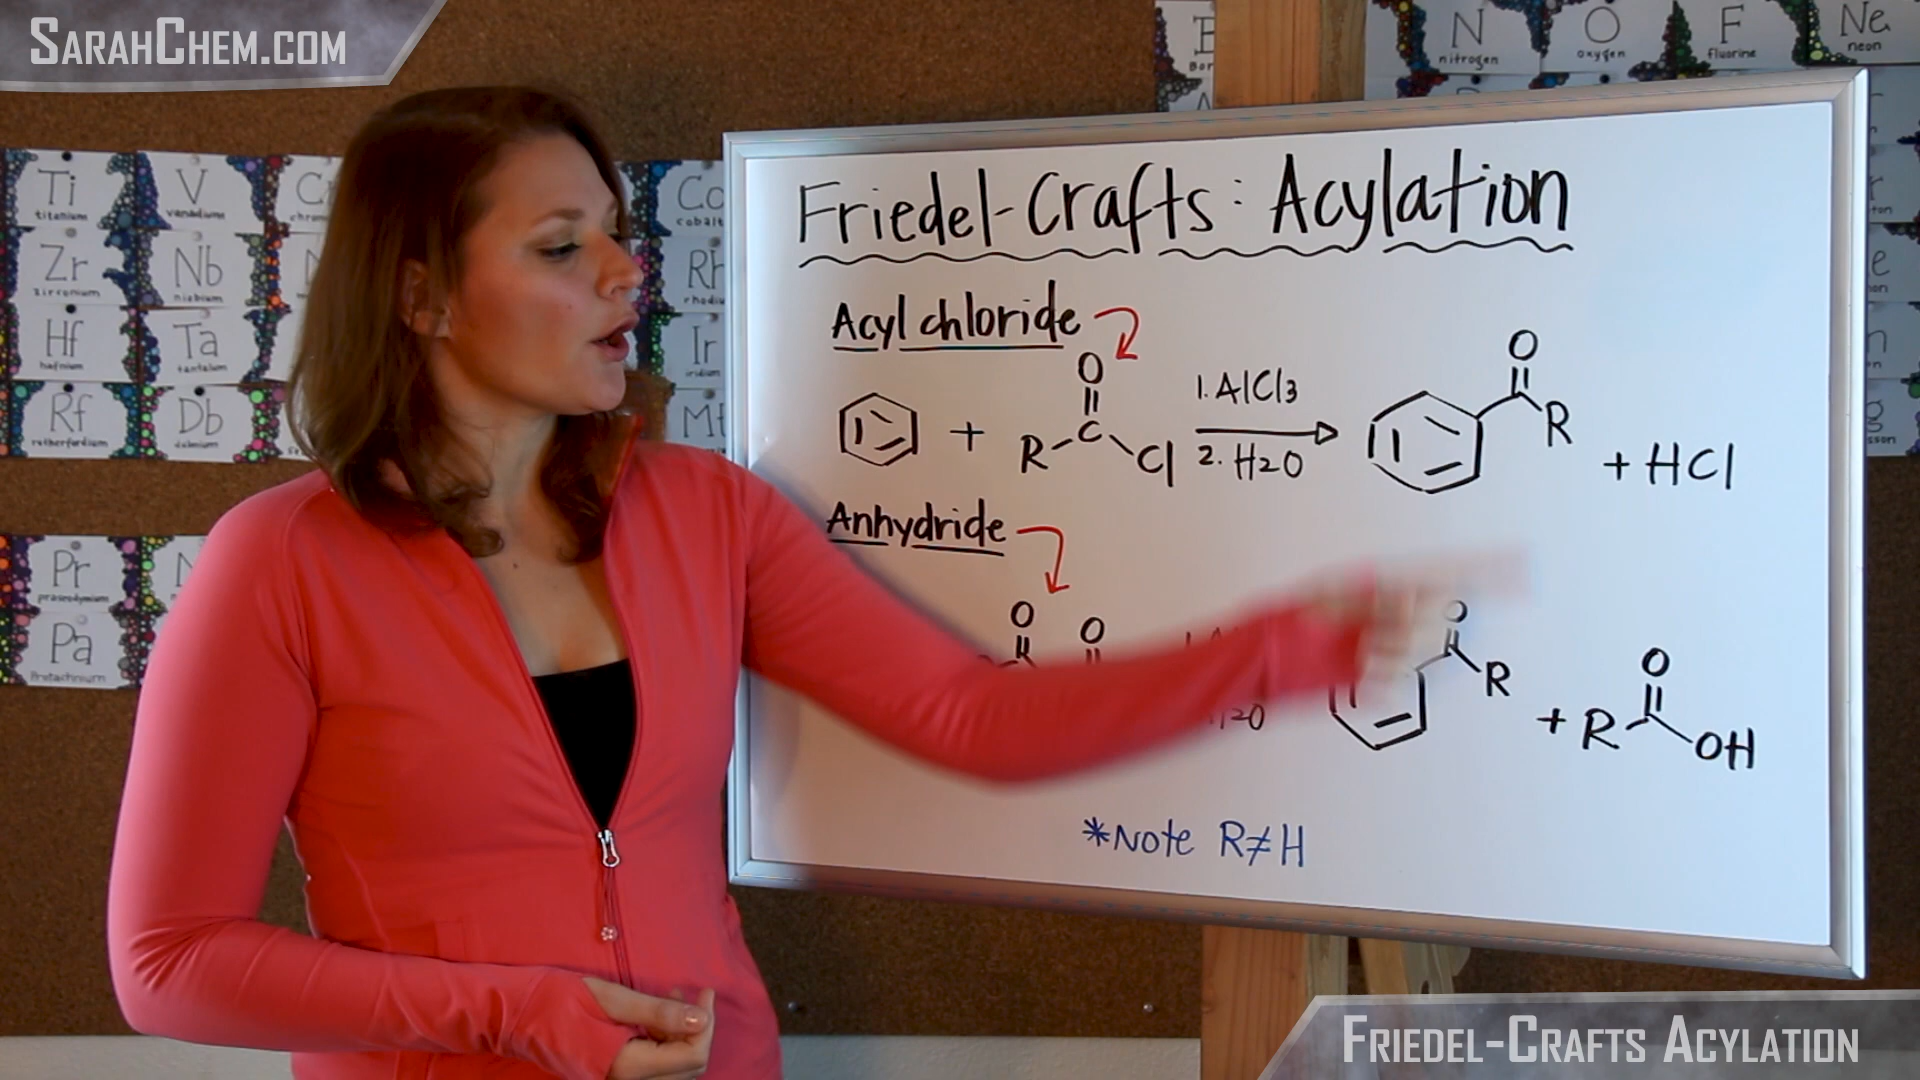 SARAHCHEM.COM
N
nitrogen
O
oxygen
F
fluorine
Ne
neon
Ti
titanium
V
vanadium
Zr
zirconium
Nb
niobium
Hf
hafnium
Ta
tantalum
Rf
rutherfordium
Db
dubnium
Co
cobalt
Ir
iridium
Pr
praseodymium
Pa
Protactinium
Friedel-Crafts: Acylation
Acyl chloride
O
+ R C Cl
1. AlCl3
2. H2O
O
R
+ HCl
Anhydride
O O
O
R
+ R OH
O
*Note R≠H
FRIEDEL-CRAFTS ACYLATION